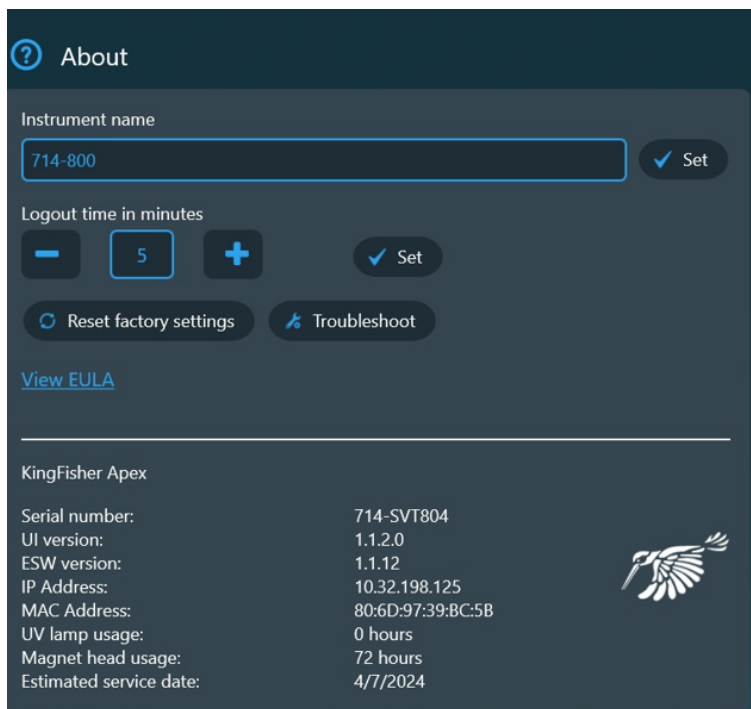 ? About
Instrument name
714-800 Set
Logout time in minutes
5 Set
Reset factory settings Troubleshoot
View EULA
KingFisher Apex
Serial number: 714-SVT804
UI version: 1.1.2.0
ESW version: 1.1.12
IP Address: 10.32.198.125
MAC Address: 80:6D:97:39:BC:5B
UV lamp usage: 0 hours
Magnet head usage: 72 hours
Estimated service date: 4/7/2024